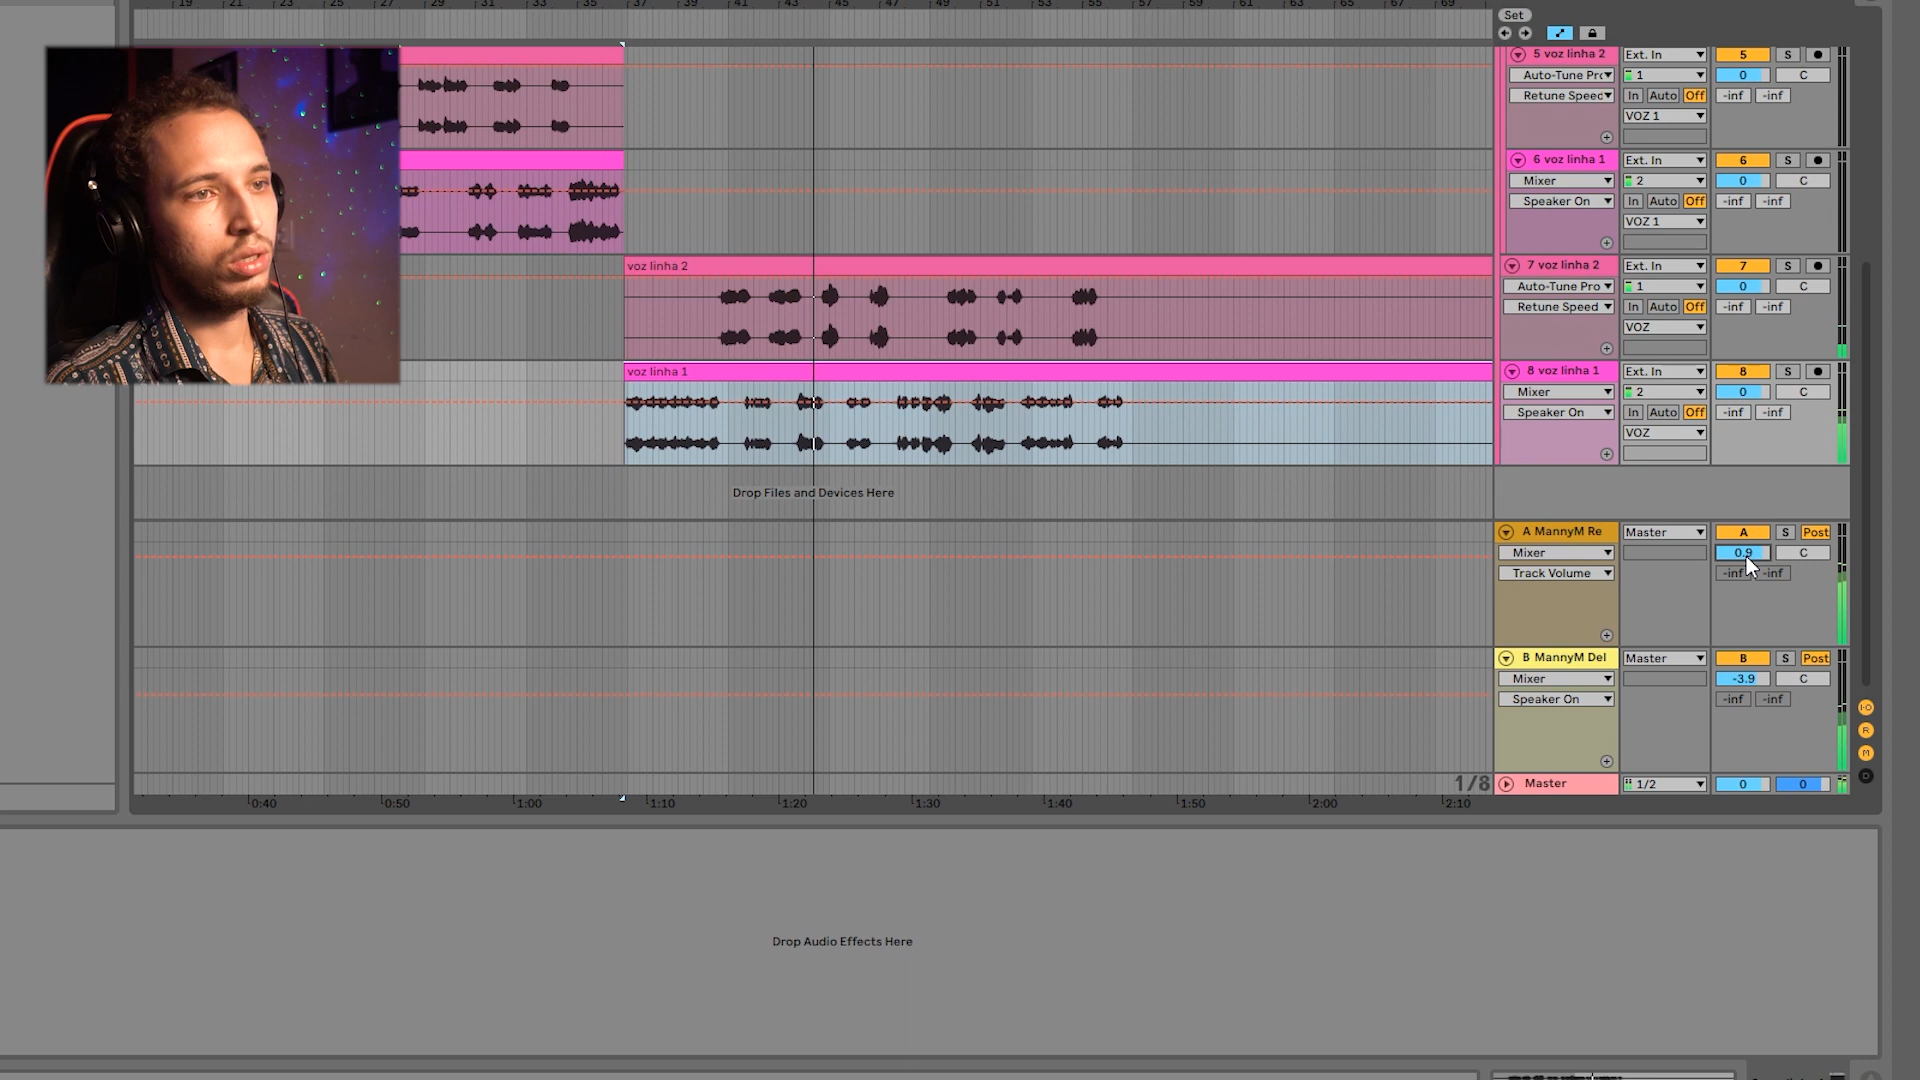 19 21 23 25 27 29 31 33 35 37 39 41 43 45 47 49 51 53 55 57 59 61 63 65 67 69
Set
5 voz linha 2 Ext. In 5 S
Auto-Tune Pro 1 0 C
Retune Speed In Auto Off -inf -inf
VOZ 1
6 voz linha 1 Ext. In 6 S
Mixer 2 0 C
Speaker On In Auto Off -inf -inf
VOZ 1
voz linha 2 7 voz linha 2 Ext. In 7 S
Auto-Tune Pro 1 0 C
Retune Speed In Auto Off -inf -inf
VOZ
voz linha 1 8 voz linha 1 Ext. In 8 S
Mixer 2 0 C
Speaker On In Auto Off -inf -inf
VOZ
Drop Files and Devices Here
A MannyM Re Master A S Post
Mixer 0.9 C
Track Volume -inf -inf
B MannyM Del Master B S Post
Mixer -3.9 C
Speaker On -inf -inf
I·O
R
M
D
1/8 Master 1/2 0 0
0:40 0:50 1:00 1:10 1:20 1:30 1:40 1:50 2:00 2:10
Drop Audio Effects Here